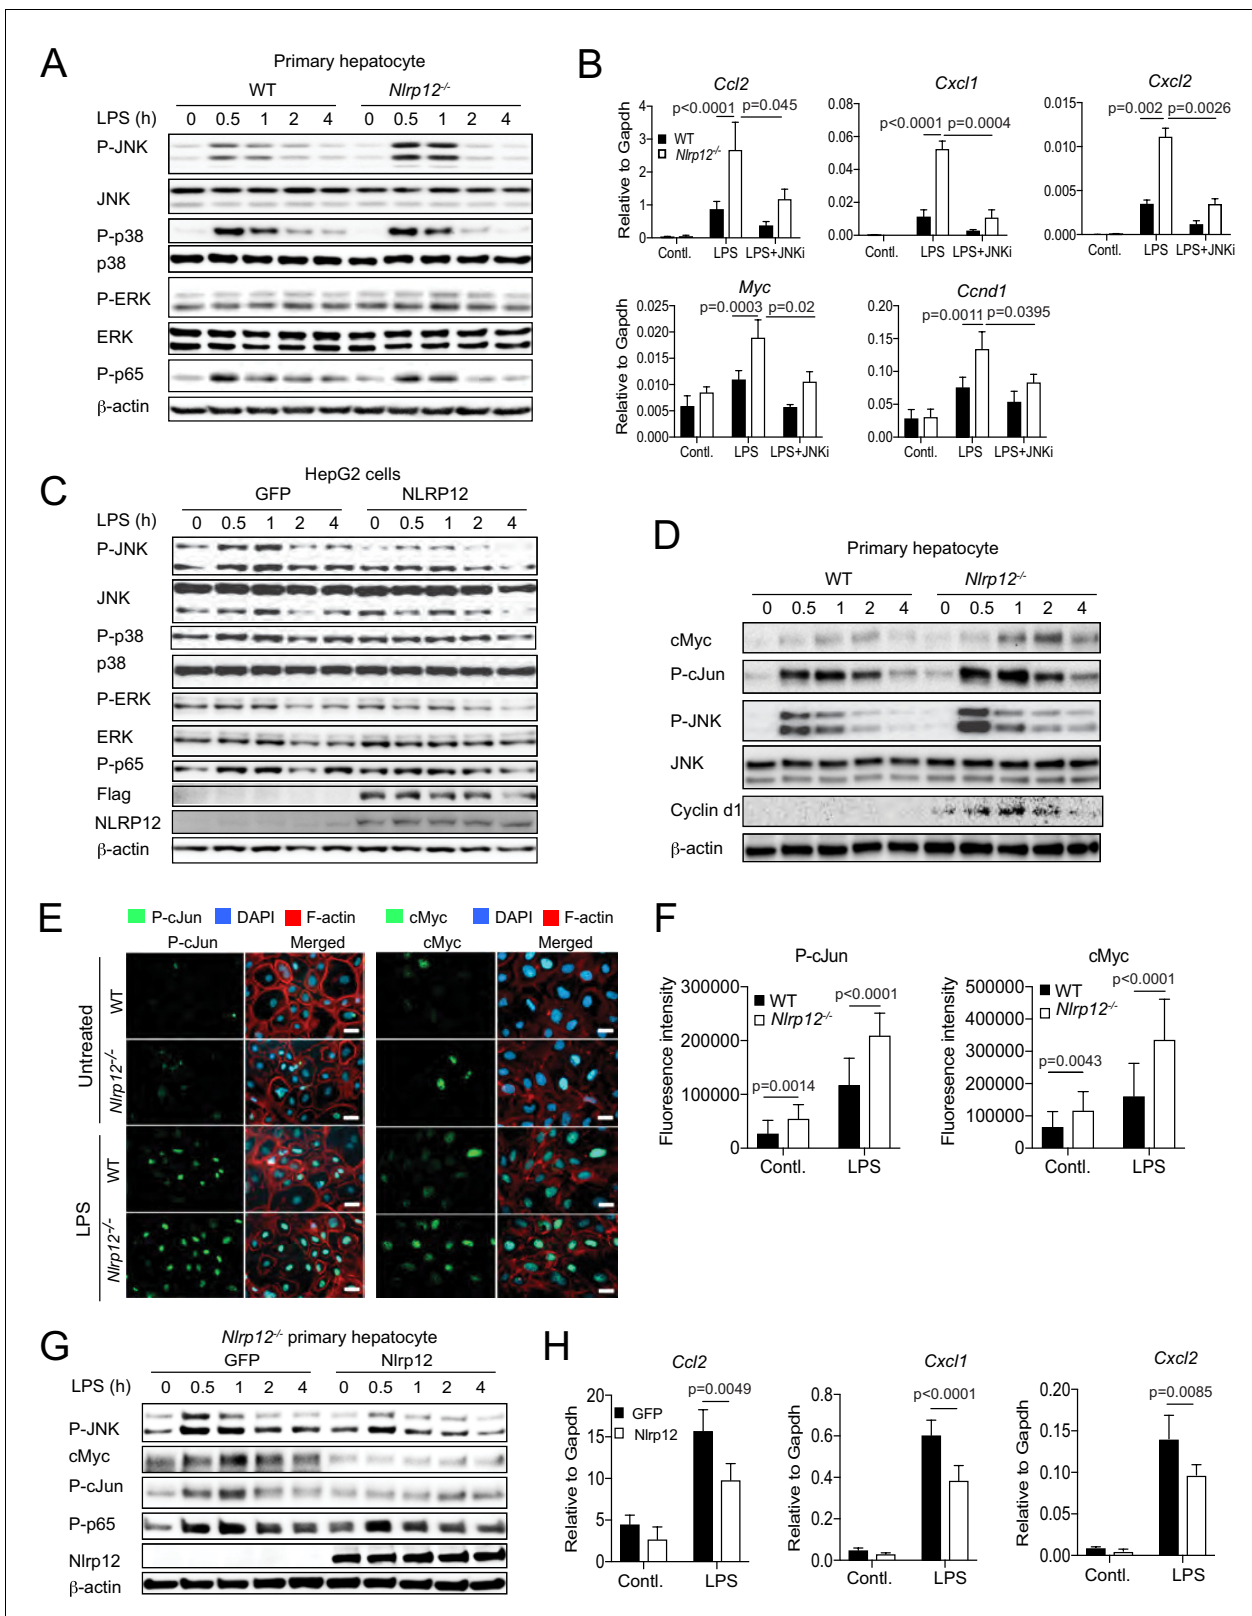 A
Primary hepatocyte
WT Nlrp12-/-
LPS (h) 0 0.5 1 2 4 0 0.5 1 2 4
P-JNK
JNK
P-p38
p38
P-ERK
ERK
P-p65
β-actin
B
Ccl2
p<0.0001 p=0.045
Relative to Gapdh
4
3
2
1
0
WT
Nlrp12-/-
Contl. LPS LPS+JNKi
Cxcl1
p<0.0001 p=0.0004
0.08
0.06
0.04
0.02
0.00
Contl. LPS LPS+JNKi
Cxcl2
p=0.002 p=0.0026
0.015
0.010
0.005
0.000
Contl. LPS LPS+JNKi
Myc
p=0.0003 p=0.02
Relative to Gapdh
0.025
0.020
0.015
0.010
0.005
0.000
Contl. LPS LPS+JNKi
Ccnd1
p=0.0011 p=0.0395
0.20
0.15
0.10
0.05
0.00
Contl. LPS LPS+JNKi
C
HepG2 cells
GFP NLRP12
LPS (h) 0 0.5 1 2 4 0 0.5 1 2 4
P-JNK
JNK
P-p38
p38
P-ERK
ERK
P-p65
Flag
NLRP12
β-actin
D
Primary hepatocyte
WT Nlrp12-/-
0 0.5 1 2 4 0 0.5 1 2 4
cMyc
P-cJun
P-JNK
JNK
Cyclin d1
β-actin
E
P-cJun DAPI F-actin cMyc DAPI F-actin
P-cJun Merged cMyc Merged
Untreated
WT
Nlrp12-/-
LPS
WT
Nlrp12-/-
F
P-cJun
Fluoresence intensity
300000
200000
100000
0
WT
Nlrp12-/-
p<0.0001
p=0.0014
Contl. LPS
cMyc
Fluoresence intensity
500000
400000
300000
200000
100000
0
WT
Nlrp12-/-
p<0.0001
p=0.0043
Contl. LPS
G
Nlrp12-/- primary hepatocyte
GFP Nlrp12
LPS (h) 0 0.5 1 2 4 0 0.5 1 2 4
P-JNK
cMyc
P-cJun
P-p65
Nlrp12
β-actin
H
Ccl2
p=0.0049
Relative to Gapdh
20
15
10
5
0
GFP
Nlrp12
Contl. LPS
Cxcl1
p<0.0001
Relative to Gapdh
0.8
0.6
0.4
0.2
0.0
Contl. LPS
Cxcl2
p=0.0085
Relative to Gapdh
0.20
0.15
0.10
0.05
0.00
Contl. LPS